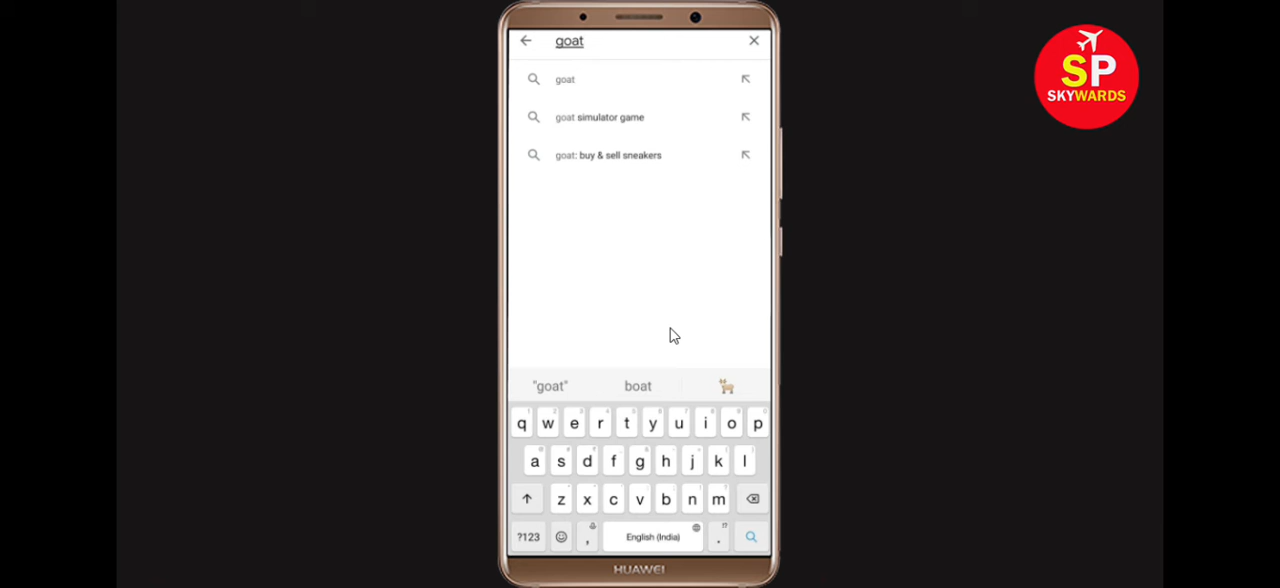 goat
SP
SKYWARDS
goat
goat simulator game
goat: buy & sell sneakers
"goat" boat
q w e r t y u i o p
a s d f g h j k l
z x c v b n m
?123 , English (India) .
HUAWEI